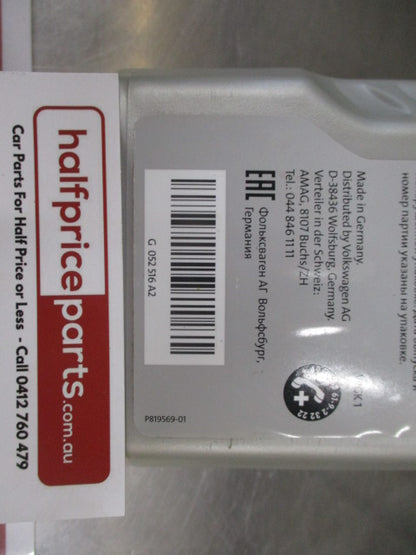 halfpriceparts.com.au
Car Parts For Half Price or Less - Call 0412 760 479
номер партии указаны на упаковке.
Made in Germany.
Distributed by Volkswagen AG
D-38436 Wolfsburg, Germany
Verteiler in der Schweiz:
AMAG, 8107 Buchs/ZH
Tel.: 044 846 11 11
EAC
Фольксваген АГ Вольфсбург,
Германия
G 052 516 A2
P819569-01